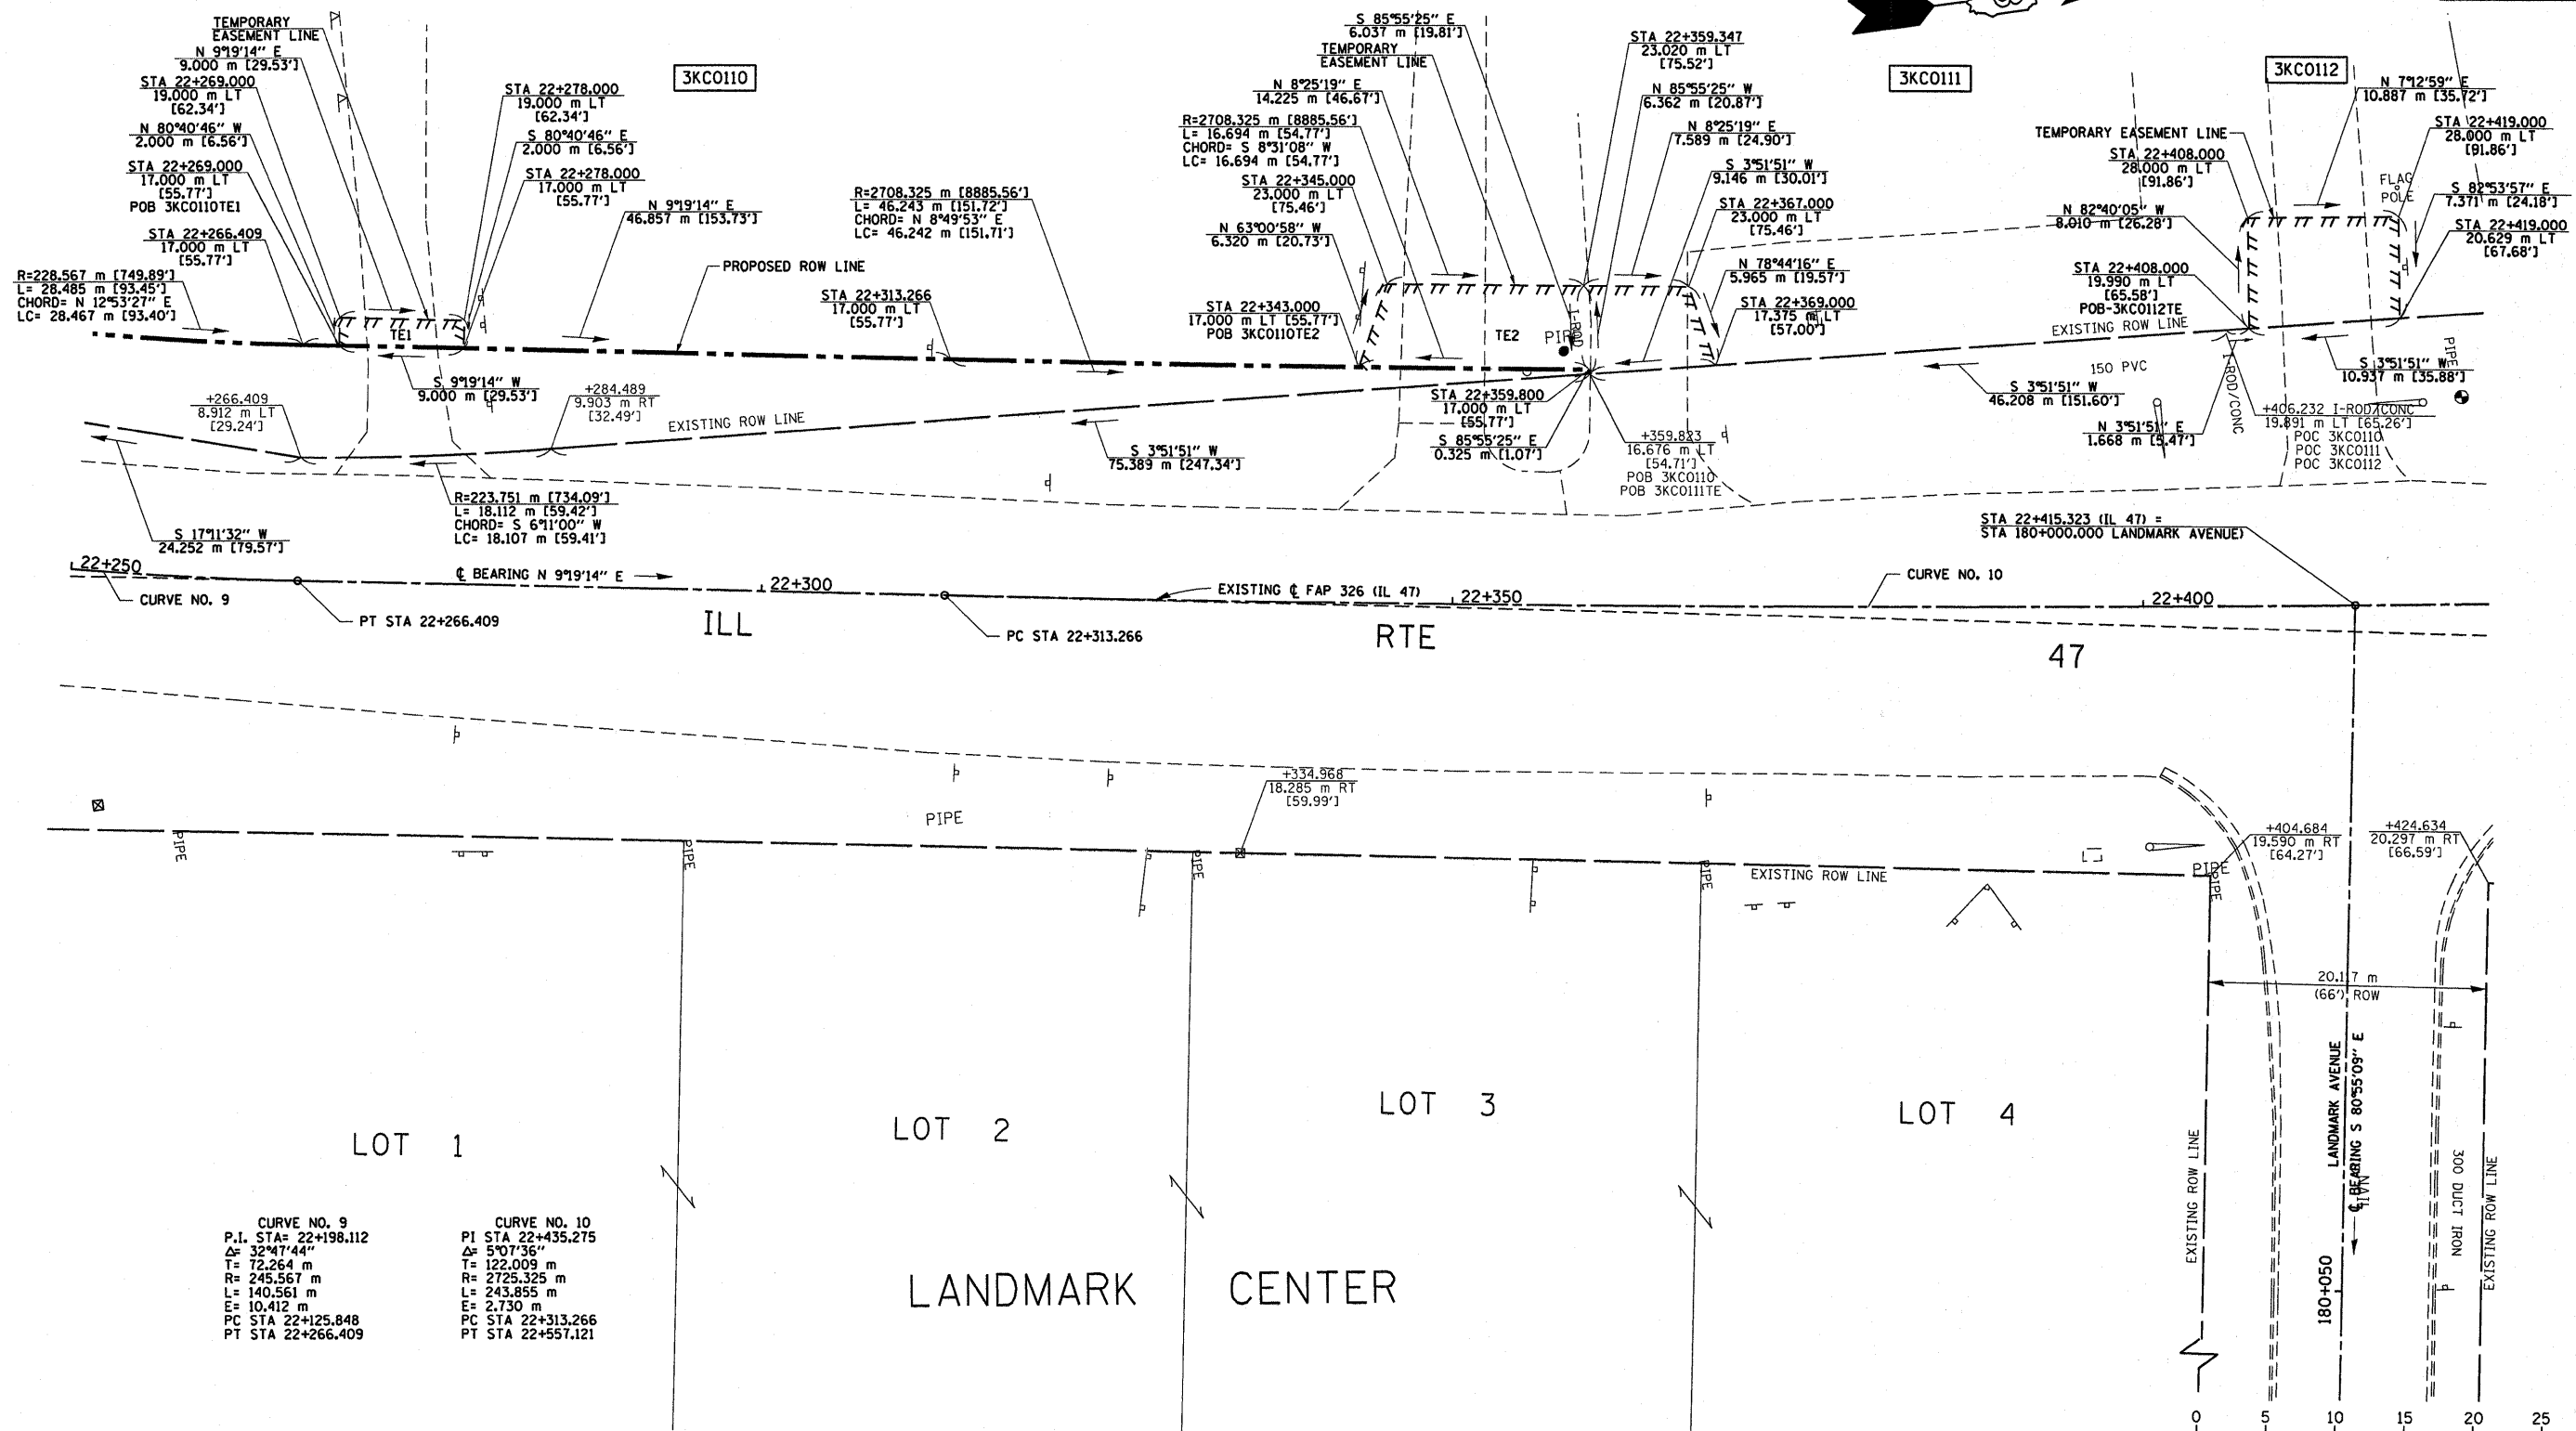 TEMPORARY
EASEMENT LINE
N 9°19'14" E
9.000 m [29.53']
STA 22+269.000
19.000 m LT
[62.34']
N 80°40'46" W
2.000 m [6.56']
STA 22+269.000
17.000 m LT
[55.77']
POB 3KC0110TE1
STA 22+266.409
17.000 m LT
[55.77']
R=228.567 m [749.89']
L= 28.485 m [93.45']
CHORD= N 12°53'27" E
LC= 28.467 m [93.40']
3KC0110
STA 22+278.000
19.000 m LT
[62.34']
S 80°40'46" E
2.000 m [6.56']
STA 22+278.000
17.000 m LT
[55.77']
N 9°19'14" E
46.857 m [153.73']
PROPOSED ROW LINE
R=2708.325 m [8885.56']
L= 46.243 m [151.72']
CHORD= N 8°49'53" E
LC= 46.242 m [151.71']
STA 22+313.266
17.000 m LT
[55.77']
TE1
S 9°19'14" W
9.000 m [29.53']
+266.409
8.912 m LT
[29.24']
+284.489
9.903 m RT
[32.49']
EXISTING ROW LINE
S 17°11'32" W
24.252 m [79.57']
R=223.751 m [734.09']
L= 18.112 m [59.42']
CHORD= S 6°11'00" W
LC= 18.107 m [59.41']
S 3°51'51" W
75.389 m [247.34']
S 85°55'25" E
6.037 m [19.81']
TEMPORARY
EASEMENT LINE
N 8°25'19" E
14.225 m [46.67']
R=2708.325 m [8885.56']
L= 16.694 m [54.77']
CHORD= S 8°31'08" W
LC= 16.694 m [54.77']
STA 22+345.000
23.000 m LT
[75.46']
N 63°00'58" W
6.320 m [20.73']
STA 22+343.000
17.000 m LT [55.77']
POB 3KC0110TE2
STA 22+359.347
23.020 m LT
[75.52']
N 85°55'25" W
6.362 m [20.87']
N 8°25'19" E
7.589 m [24.90']
S 3°51'51" W
9.146 m [30.01']
STA 22+367.000
23.000 m LT
[75.46']
N 78°44'16" E
5.965 m [19.57']
STA 22+369.000
17.375 m LT
[57.00']
TE2
I-ROD
STA 22+359.800
17.000 m LT
[55.77']
S 85°55'25" E
0.325 m [1.07']
+359.823
16.676 m LT
[54.71']
POB 3KC0110
POB 3KC0111TE
3KC0111
3KC0112
N 7°12'59" E
10.887 m [35.72']
TEMPORARY EASEMENT LINE
STA 22+419.000
28.000 m LT
[91.86']
STA 22+408.000
28.000 m LT
[91.86']
FLAG
POLE
S 82°53'57" E
7.371 m [24.18']
N 82°40'05" W
8.010 m [26.28']
STA 22+419.000
20.629 m LT
[67.68']
STA 22+408.000
19.990 m LT
[65.58']
POB-3KC0112TE
EXISTING ROW LINE
150 PVC
S 3°51'51" W
46.208 m [151.60']
I-ROD/CONC
PIPE
S 3°51'51" W
10.937 m [35.88']
N 3°51'51" E
1.668 m [5.47']
+406.232 I-ROD/CONC
19.891 m LT [65.26']
POC 3KC0110
POC 3KC0111
POC 3KC0112
STA 22+415.323 (IL 47) =
STA 180+000.000 LANDMARK AVENUE)
22+250
CURVE NO. 9
PT STA 22+266.409
℄ BEARING N 9°19'14" E
22+300
PC STA 22+313.266
EXISTING ℄ FAP 326 (IL 47)
22+350
CURVE NO. 10
22+400
ILL RTE 47
+334.968
18.285 m RT
[59.99']
PIPE
PIPE
PIPE
PIPE
PIPE
EXISTING ROW LINE
PIPE
PIPE
+404.684
19.590 m RT
[64.27']
+424.634
20.297 m RT
[66.59']
20.117 m
(66') ROW
LOT 1
LOT 2
LOT 3
LOT 4
LANDMARK CENTER
EXISTING ROW LINE
LANDMARK AVENUE
℄ BEARING S 80°55'09" E
NAIL
180+050
300 DUCT IRON
EXISTING ROW LINE
CURVE NO. 9
P.I. STA= 22+198.112
Δ= 32°47'44"
T= 72.264 m
R= 245.567 m
L= 140.561 m
E= 10.412 m
PC STA 22+125.848
PT STA 22+266.409
CURVE NO. 10
PI STA 22+435.275
Δ= 5°07'36"
T= 122.009 m
R= 2725.325 m
L= 243.855 m
E= 2.730 m
PC STA 22+313.266
PT STA 22+557.121
0 5 10 15 20 25